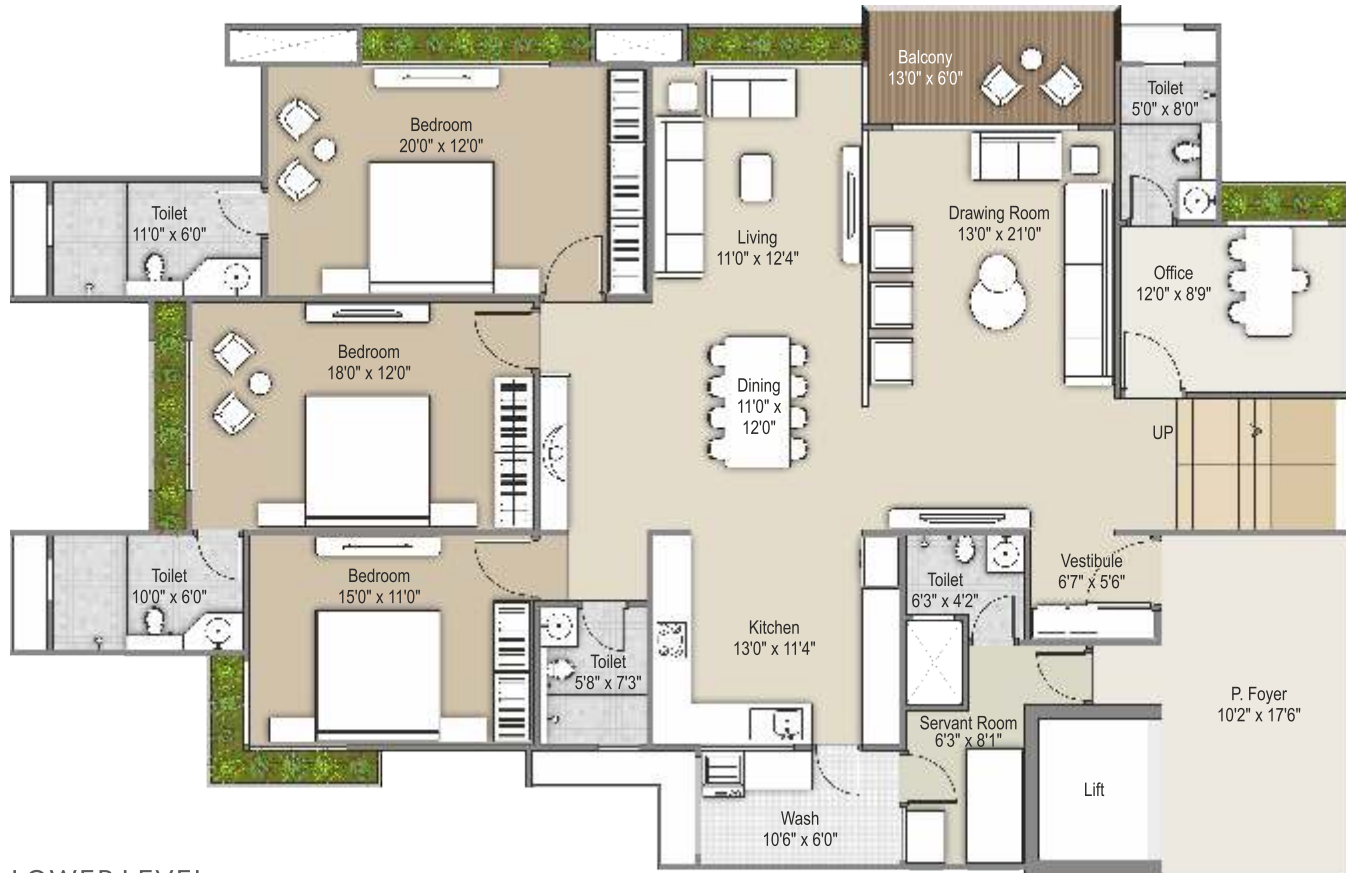 Balcony
13'0" x 6'0"
Toilet
5'0" x 8'0"
Bedroom
20'0" x 12'0"
Toilet
11'0" x 6'0"
Living
11'0" x 12'4"
Drawing Room
13'0" x 21'0"
Office
12'0" x 8'9"
Bedroom
18'0" x 12'0"
Dining
11'0" x
12'0"
UP
Toilet
10'0" x 6'0"
Bedroom
15'0" x 11'0"
Toilet
6'3" x 4'2"
Vestibule
6'7" x 5'6"
Kitchen
13'0" x 11'4"
Toilet
5'8" x 7'3"
P. Foyer
10'2" x 17'6"
Servant Room
6'3" x 8'1"
Lift
Wash
10'6" x 6'0"
LOWER LEVEL